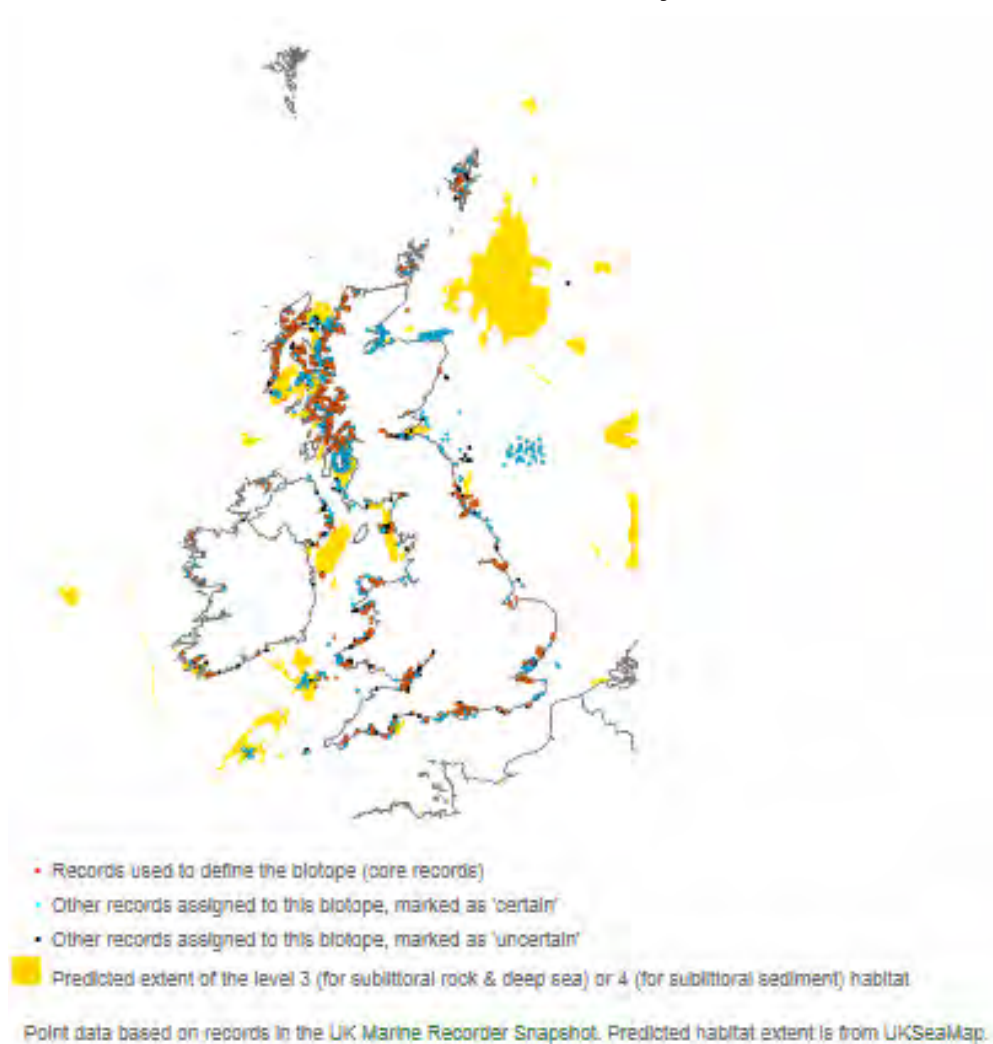 Records used to define the biotope (core records)
Other records assigned to this biotope, marked as 'certain'
Other records assigned to this biotope, marked as 'uncertain'
Predicted extent of the level 3 (for sublittoral rock & deep sea) or 4 (for sublittoral sediment) habitat
Point data based on records in the UK Marine Recorder Snapshot. Predicted habitat extent is from UKSeaMap.